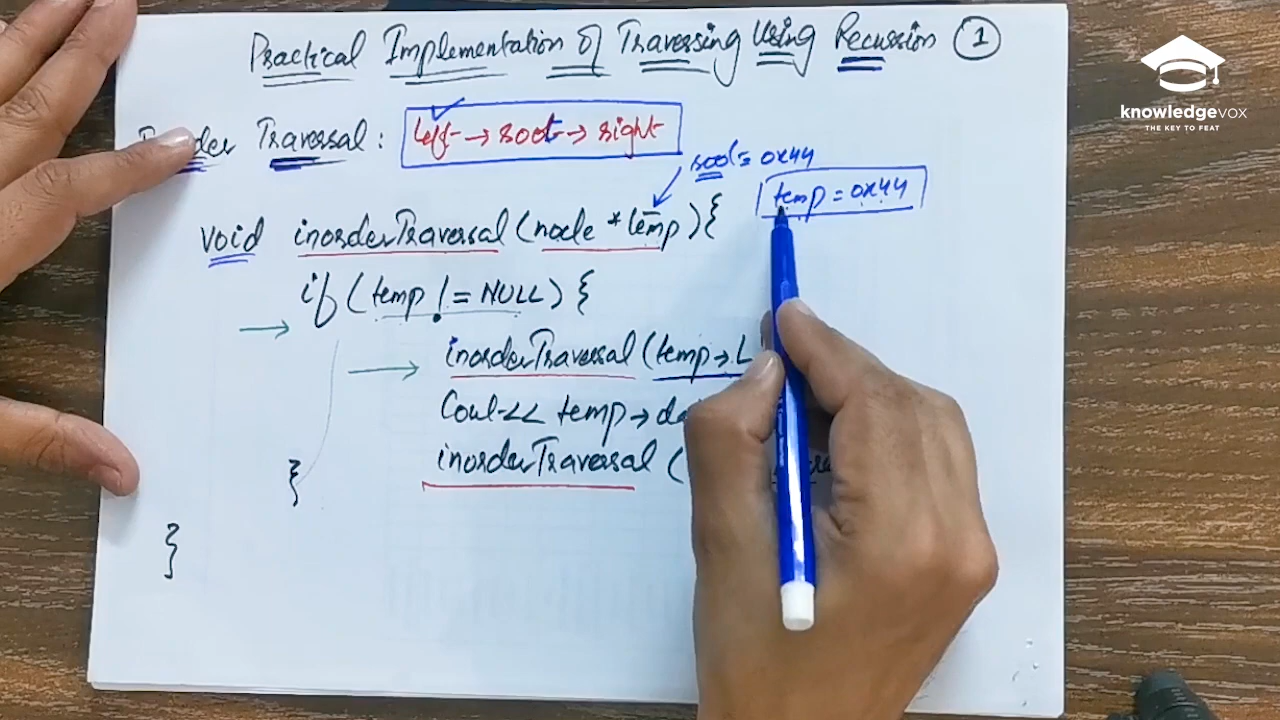 Practical Implementation of Traversing Using Recussion 1
Traversal : left → root → right
root = 0x44
temp = 0x44
void inorderTraversal (node *temp) {
if (temp != NULL) {
inorderTraversal (temp → L
Cout << temp → da
inorderTraversal (
}
}
knowledgevox
THE KEY TO FEAT